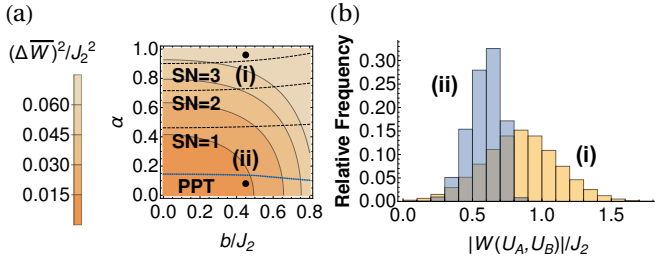 (a)
(ΔW̅)²/J₂²
0.060
0.045
0.030
0.015
α
1.0
0.8
0.6
0.4
0.2
0.0
SN=3 (i)
SN=2
SN=1
(ii)
PPT
0.0 0.2 0.4 0.6 0.8
b/J₂
(b)
Relative Frequency
0.30
0.25
0.20
0.15
0.10
0.05
0.00
(ii)
(i)
0.0 0.5 1.0 1.5
|W(U_A, U_B)|/J₂